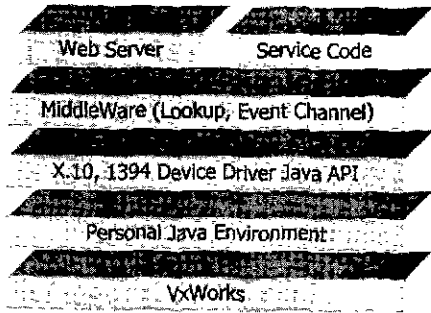 Web Server
Service Code
MiddleWare (Lookup, Event Channel)
X.10, 1394 Device Driver Java API
Personal Java Environment
VxWorks